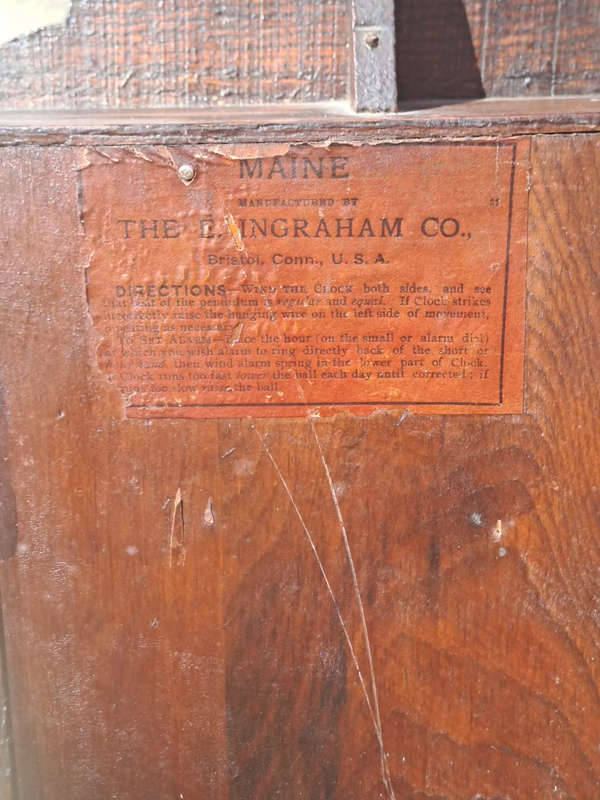 MAINE
MANUFACTURED BY 21
THE E. INGRAHAM CO.,
Bristol, Conn., U. S. A.
DIRECTIONS—WIND THE CLOCK both sides, and see
that beat of the pendulum is regular and equal. If Clock strikes
incorrectly raise the hanging wire on the left side of movement,
repeating as necessary.
To SET ALARM—Place the hour (on the small or alarm dial)
at which you wish alarm to ring directly back of the short or
hour hand, then wind alarm spring in the lower part of Clock.
Clock runs too fast lower the ball each day until corrected; if
too slow raise the ball.